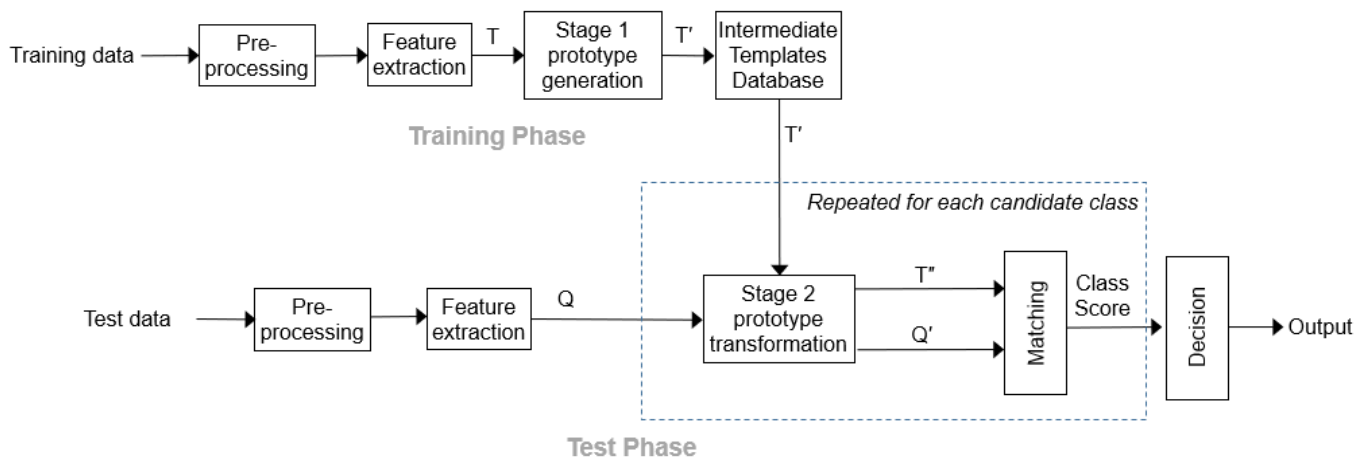 Training data
Pre-
processing
Feature
extraction
T
Stage 1
prototype
generation
T′
Intermediate
Templates
Database
Training Phase
T′
Repeated for each candidate class
Test data
Pre-
processing
Feature
extraction
Q
Stage 2
prototype
transformation
T″
Q′
Matching
Class
Score
Decision
Output
Test Phase